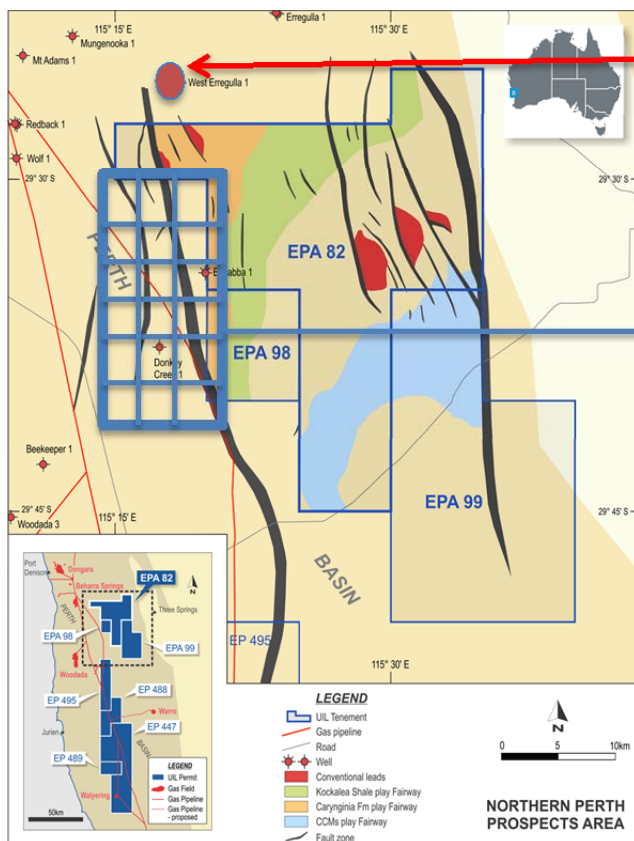 115° 15'
Erregulla 1
115° 30'
Mungenooka 1
Mt Adams 1
West Erregulla 1
Redback 1
Wolf 1
29° 30' S
29° 30' S
PERTH
EPA 82
EPA 98
Donkey
Creek 1
Beekeeper 1
EPA 99
Woodada 3
29° 45' S
29° 45' S
115° 15'
BASIN
EP 495
115° 30'
Port
Denison
Dongara
EPA 82
N
Beharra Springs
PERTH
Three Springs
EPA 98
EPA 99
Woodada
EP 495
EP 488
Warro
Jurien
EP 447
EP 489
BASIN
LEGEND
UIL Permit
Gas Field
Gas Pipeline
Gas Pipeline
- proposed
Walyering
50km
LEGEND
UIL Tenement
Gas pipeline
Road
Well
Conventional leads
Kockalea Shale play Fairway
Carynginia Fm play Fairway
CCMs play Fairway
Fault zone
N
0 5 10km
NORTHERN PERTH
PROSPECTS AREA